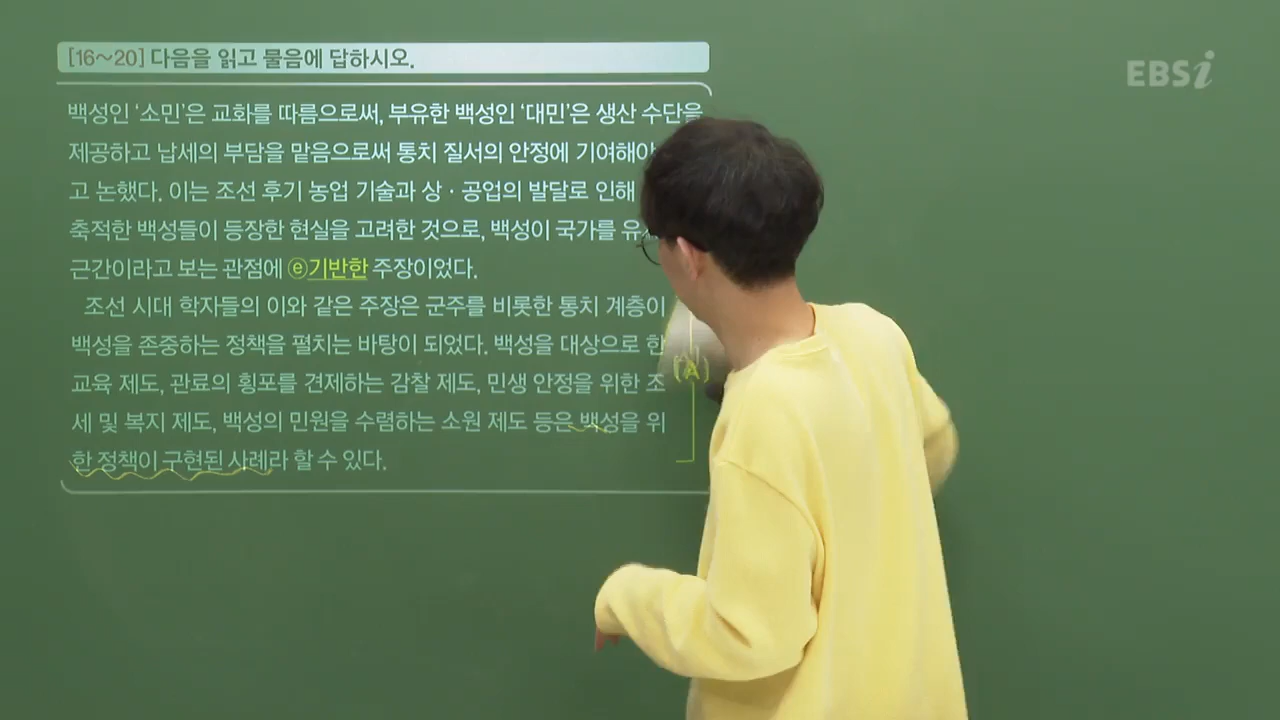 [16~20] 다음을 읽고 물음에 답하시오.
EBSi
백성인 ‘소민’은 교화를 따름으로써, 부유한 백성인 ‘대민’은 생산 수단을
제공하고 납세의 부담을 맡음으로써 통치 질서의 안정에 기여해야
고 논했다. 이는 조선 후기 농업 기술과 상·공업의 발달로 인해
축적한 백성들이 등장한 현실을 고려한 것으로, 백성이 국가를
근간이라고 보는 관점에 ⓔ기반한 주장이었다.
조선 시대 학자들의 이와 같은 주장은 군주를 비롯한 통치 계층이
백성을 존중하는 정책을 펼치는 바탕이 되었다. 백성을 대상으로 한
[A]
교육 제도, 관료의 횡포를 견제하는 감찰 제도, 민생 안정을 위한 조
세 및 복지 제도, 백성의 민원을 수렴하는 소원 제도 등은 백성을 위
한 정책이 구현된 사례라 할 수 있다.